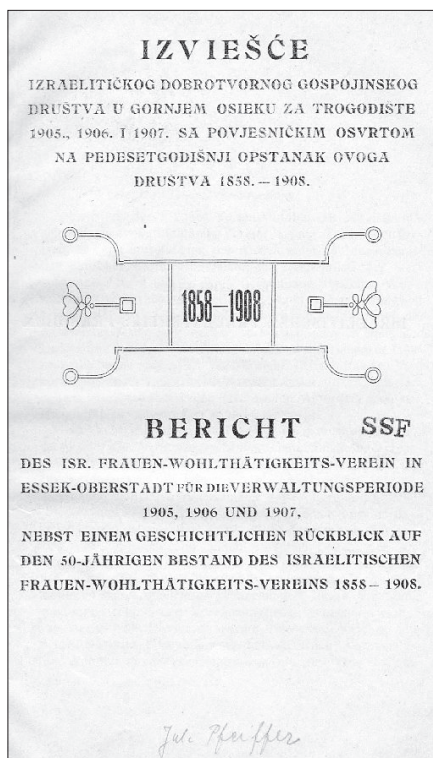 IZVIEŠĆE
IZRAELITIČKOG DOBROTVORNOG GOSPOJINSKOG
DRUŠTVA U GORNJEM OSIEKU ZA TROGODIŠTE
1905., 1906. I 1907. SA POVJESNIČKIM OSVRTOM
NA PEDESETGODIŠNJI OPSTANAK OVOGA
DRUŠTVA 1858. – 1908.
1858–1908
BERICHT SSF
DES ISR. FRAUEN-WOHLTHÄTIGKEITS-VEREIN IN
ESSEK-OBERSTADT FÜR DIE VERWALTUNGSPERIODE
1905, 1906 UND 1907,
NEBST EINEM GESCHICHTLICHEN RÜCKBLICK AUF
DEN 50-JÄHRIGEN BESTAND DES ISRAELITISCHEN
FRAUEN-WOHLTHÄTIGKEITS-VEREINS 1858 – 1908.
Jul. Pfeiffer